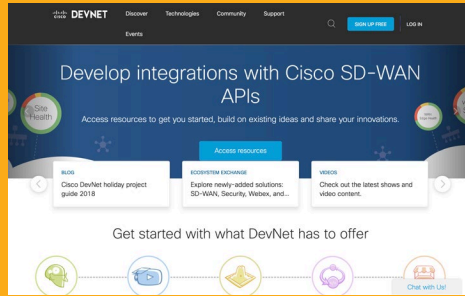 cisco DEVNET
Discover Technologies Community Support
SIGN UP FREE LOG IN
Events
Develop integrations with Cisco SD-WAN
APIs
Site
Health
Access resources to get you started, build on existing ideas and share your innovations.
Access resources
BLOG
Cisco DevNet holiday project
guide 2018
ECOSYSTEM EXCHANGE
Explore newly-added solutions:
SD-WAN, Security, Webex, and...
VIDEOS
Check out the latest shows and
video content.
Get started with what DevNet has to offer
Chat with Us!